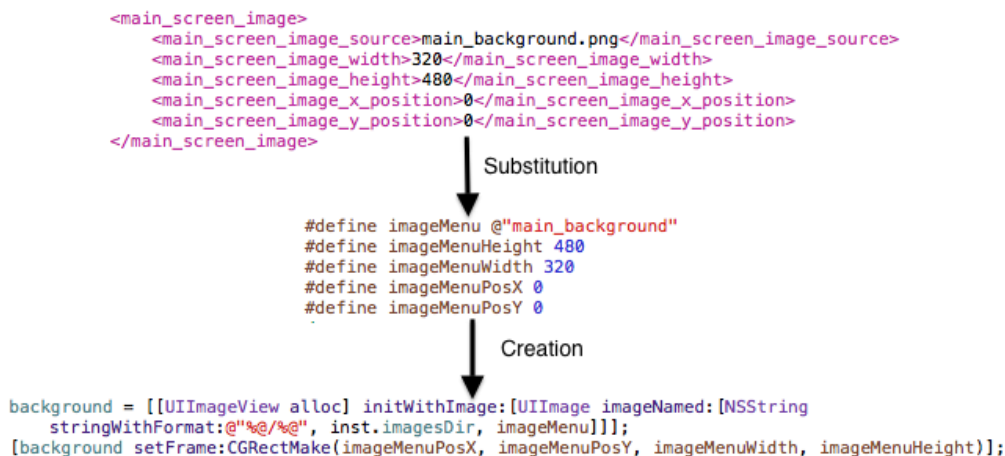 <main_screen_image>
<main_screen_image_source>main_background.png</main_screen_image_source>
<main_screen_image_width>320</main_screen_image_width>
<main_screen_image_height>480</main_screen_image_height>
<main_screen_image_x_position>0</main_screen_image_x_position>
<main_screen_image_y_position>0</main_screen_image_y_position>
</main_screen_image>
Substitution
#define imageMenu @"main_background"
#define imageMenuHeight 480
#define imageMenuWidth 320
#define imageMenuPosX 0
#define imageMenuPosY 0
Creation
background = [[UIImageView alloc] initWithImage:[UIImage imageNamed:[NSString
stringWithFormat:@"%@/%@", inst.imagesDir, imageMenu]]];
[background setFrame:CGRectMake(imageMenuPosX, imageMenuPosY, imageMenuWidth, imageMenuHeight)];